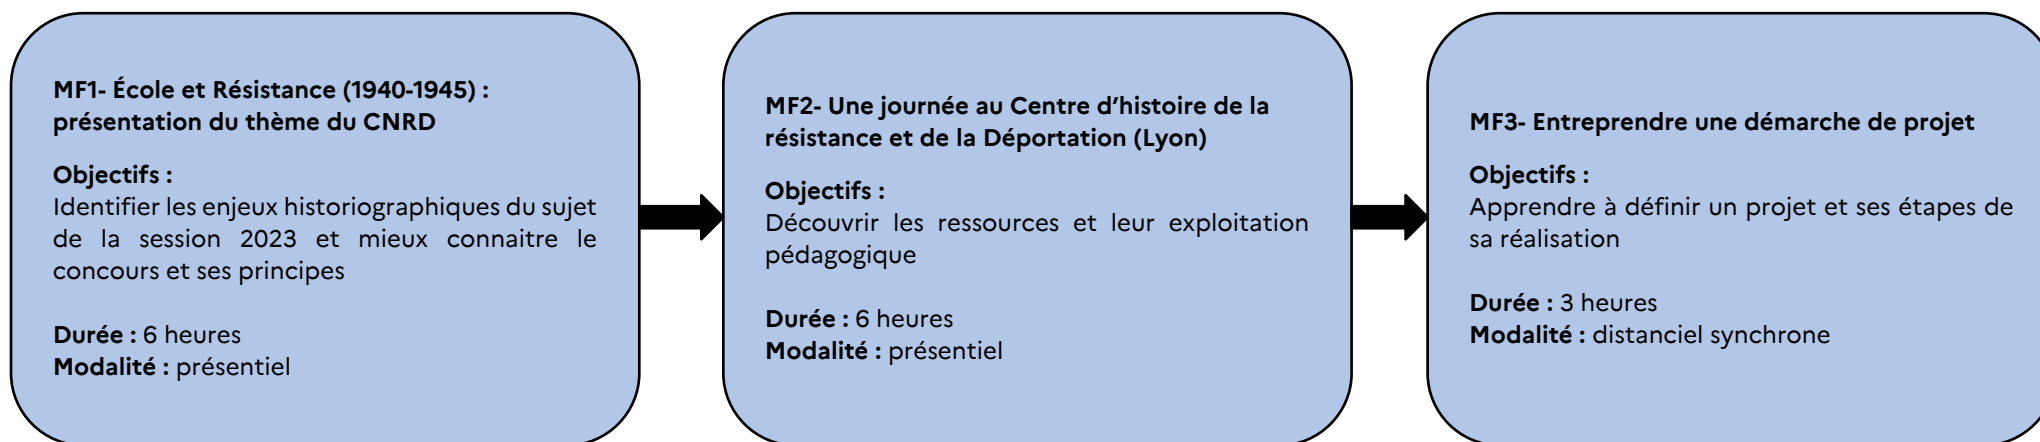 MF1- École et Résistance (1940-1945) :
présentation du thème du CNRD
Objectifs :
Identifier les enjeux historiographiques du sujet
de la session 2023 et mieux connaitre le
concours et ses principes
Durée : 6 heures
Modalité : présentiel
MF2- Une journée au Centre d’histoire de la
résistance et de la Déportation (Lyon)
Objectifs :
Découvrir les ressources et leur exploitation
pédagogique
Durée : 6 heures
Modalité : présentiel
MF3- Entreprendre une démarche de projet
Objectifs :
Apprendre à définir un projet et ses étapes de
sa réalisation
Durée : 3 heures
Modalité : distanciel synchrone